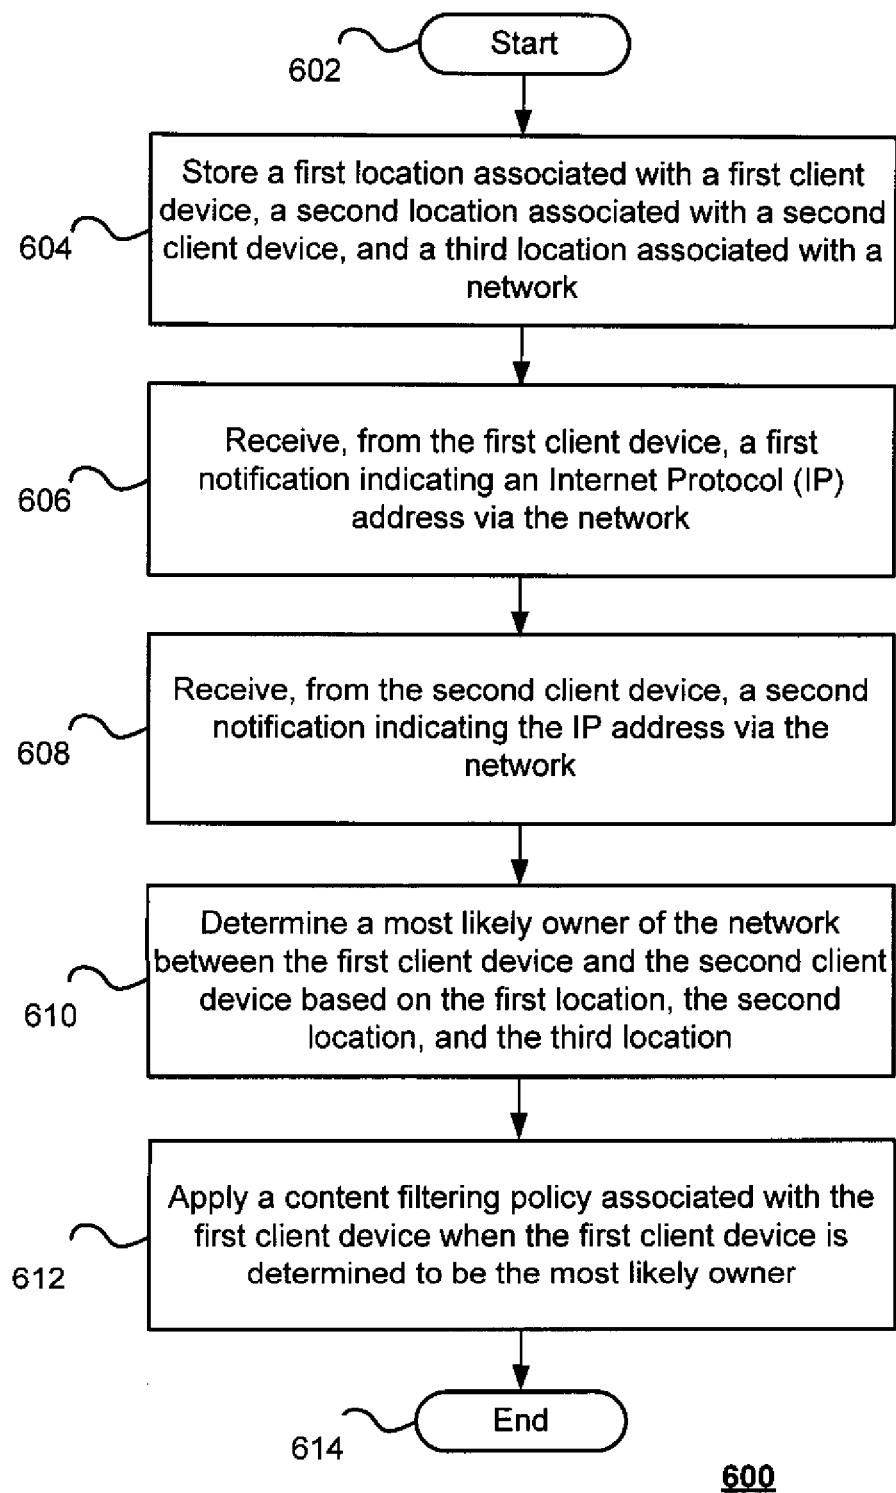 Start
602
Store a first location associated with a first client
device, a second location associated with a second
client device, and a third location associated with a
network
604
Receive, from the first client device, a first
notification indicating an Internet Protocol (IP)
address via the network
606
Receive, from the second client device, a second
notification indicating the IP address via the
network
608
Determine a most likely owner of the network
between the first client device and the second client
device based on the first location, the second
location, and the third location
610
Apply a content filtering policy associated with the
first client device when the first client device is
determined to be the most likely owner
612
End
614
600